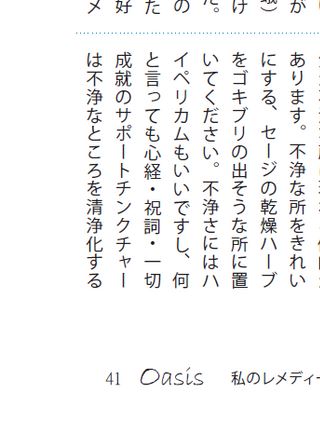 が
け
の
た
好
メ
あります。不浄な所をきれい
にする、セージの乾燥ハーブ
をゴキブリの出そうな所に置
いてください。不浄さにはハ
イペリカムもいいですし、何
と言っても心経・祝詞・一切
成就のサポートチンクチャー
は不浄なところを清浄化する
41 Oasis 私のレメディー